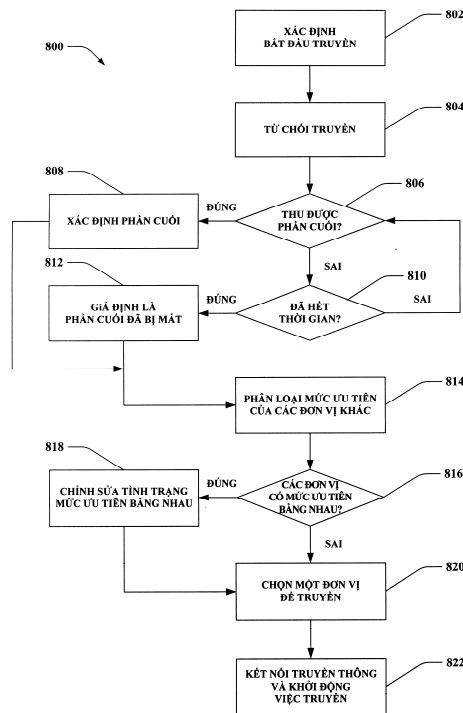 802
XÁC ĐỊNH
BẮT ĐẦU TRUYỀN
800
804
TỪ CHỐI TRUYỀN
808
806
ĐÚNG
THU ĐƯỢC
PHẦN CUỐI?
XÁC ĐỊNH PHẦN CUỐI
SAI
812
810
ĐÚNG
SAI
GIẢ ĐỊNH LÀ
PHẦN CUỐI ĐÃ BỊ MẤT
ĐÃ HẾT
THỜI GIAN?
814
PHÂN LOẠI MỨC ƯU TIÊN
CỦA CÁC ĐƠN VỊ KHÁC
818
816
ĐÚNG
CHỈNH SỬA TÌNH TRẠNG
MỨC ƯU TIÊN BẰNG NHAU
CÁC ĐƠN VỊ
CÓ MỨC ƯU TIÊN
BẰNG NHAU?
SAI
820
CHỌN MỘT ĐƠN VỊ
ĐỂ TRUYỀN
822
KẾT NỐI TRUYỀN THÔNG
VÀ KHỞI ĐỘNG
VIỆC TRUYỀN